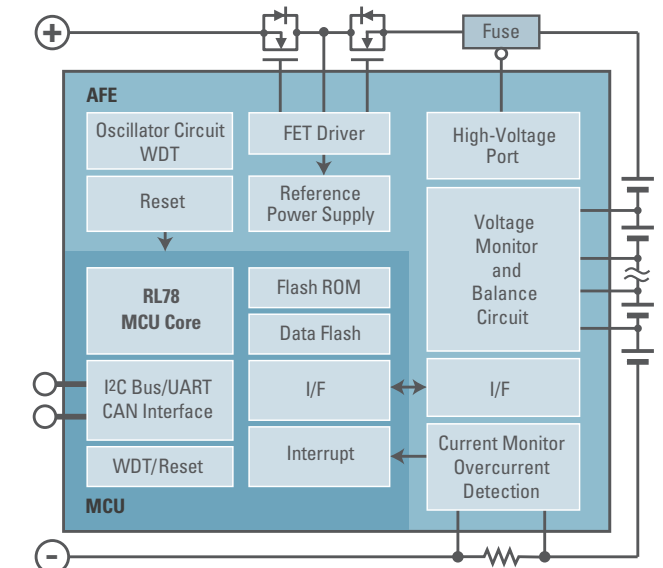 +
Fuse
AFE
Oscillator Circuit
WDT
FET Driver
High-Voltage
Port
Reset
Reference
Power Supply
Voltage
Monitor
and
Balance
Circuit
RL78
MCU Core
Flash ROM
Data Flash
I²C Bus/UART
CAN Interface
I/F
I/F
WDT/Reset
Interrupt
Current Monitor
Overcurrent
Detection
MCU
-